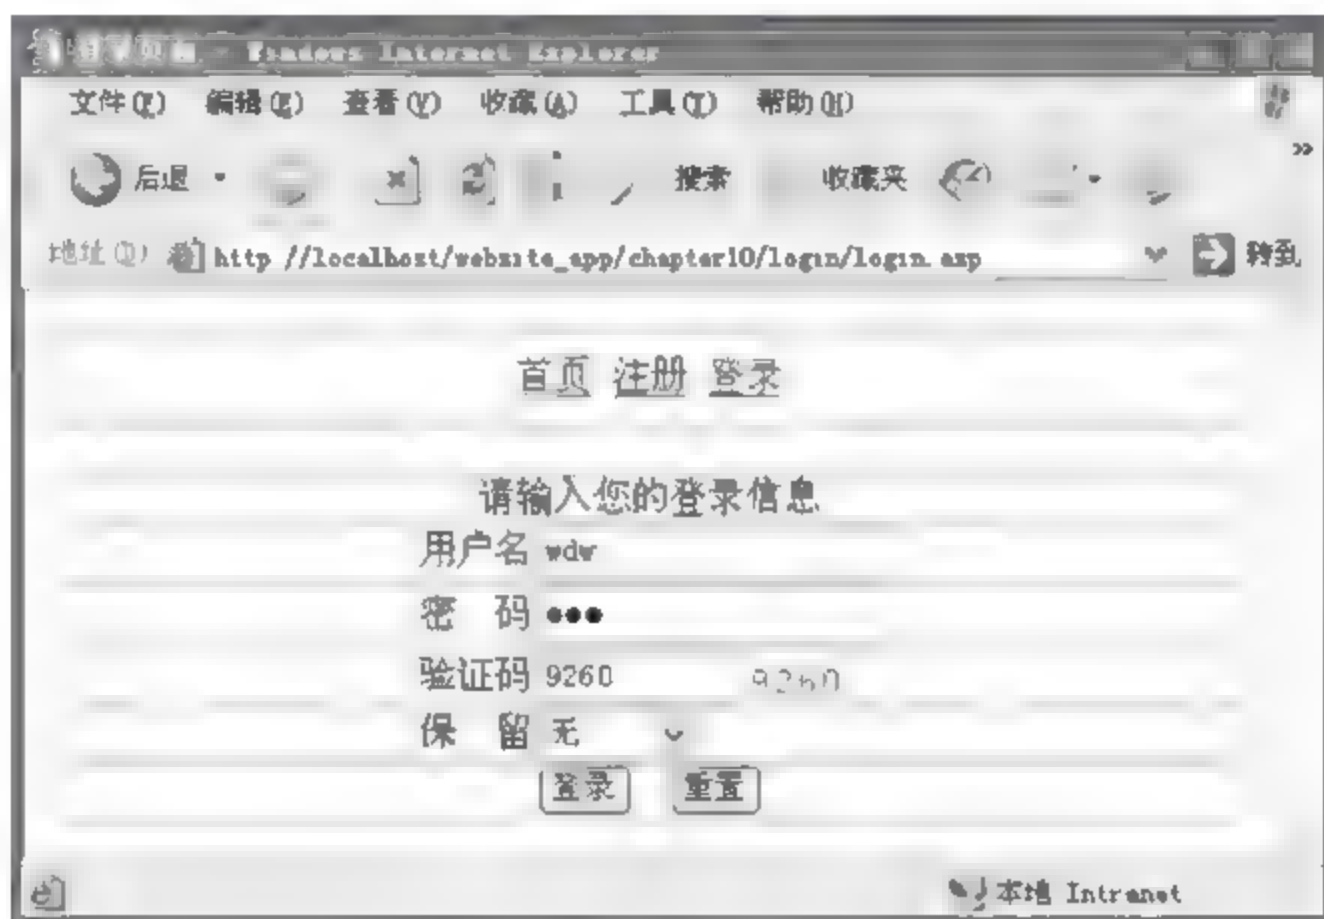 Windows Internet Explorer
文件(F) 编辑(E) 查看(V) 收藏(A) 工具(T) 帮助(H)
后退 搜索 收藏夹 »
地址(D) http //localhost/website_app/chapter10/login/login.asp 转到
首页 注册 登录
请输入您的登录信息
用户名 wdw
密 码 ●●●
验证码 9260 9260
保 留 无
登录 重置
本地 Intranet